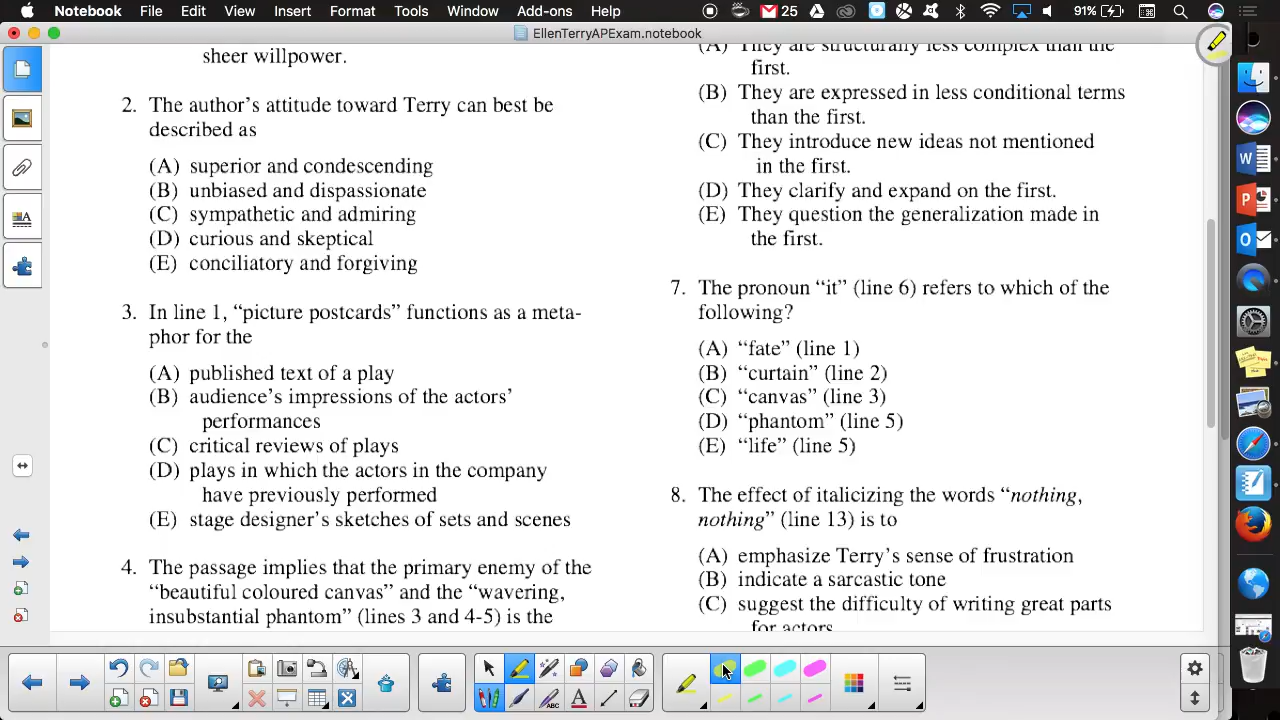 Notebook File Edit View Insert Format Tools Window Add-ons Help 25 91%
EllenTerryAPExam.notebook
sheer willpower.
2. The author's attitude toward Terry can best be
described as
(A) superior and condescending
(B) unbiased and dispassionate
(C) sympathetic and admiring
(D) curious and skeptical
(E) conciliatory and forgiving
3. In line 1, “picture postcards” functions as a meta-
phor for the
(A) published text of a play
(B) audience's impressions of the actors'
performances
(C) critical reviews of plays
(D) plays in which the actors in the company
have previously performed
(E) stage designer's sketches of sets and scenes
4. The passage implies that the primary enemy of the
“beautiful coloured canvas” and the “wavering,
insubstantial phantom” (lines 3 and 4-5) is the
(A) They are structurally less complex than the
first.
(B) They are expressed in less conditional terms
than the first.
(C) They introduce new ideas not mentioned
in the first.
(D) They clarify and expand on the first.
(E) They question the generalization made in
the first.
7. The pronoun “it” (line 6) refers to which of the
following?
(A) “fate” (line 1)
(B) “curtain” (line 2)
(C) “canvas” (line 3)
(D) “phantom” (line 5)
(E) “life” (line 5)
8. The effect of italicizing the words “nothing,
nothing” (line 13) is to
(A) emphasize Terry's sense of frustration
(B) indicate a sarcastic tone
(C) suggest the difficulty of writing great parts
for actors